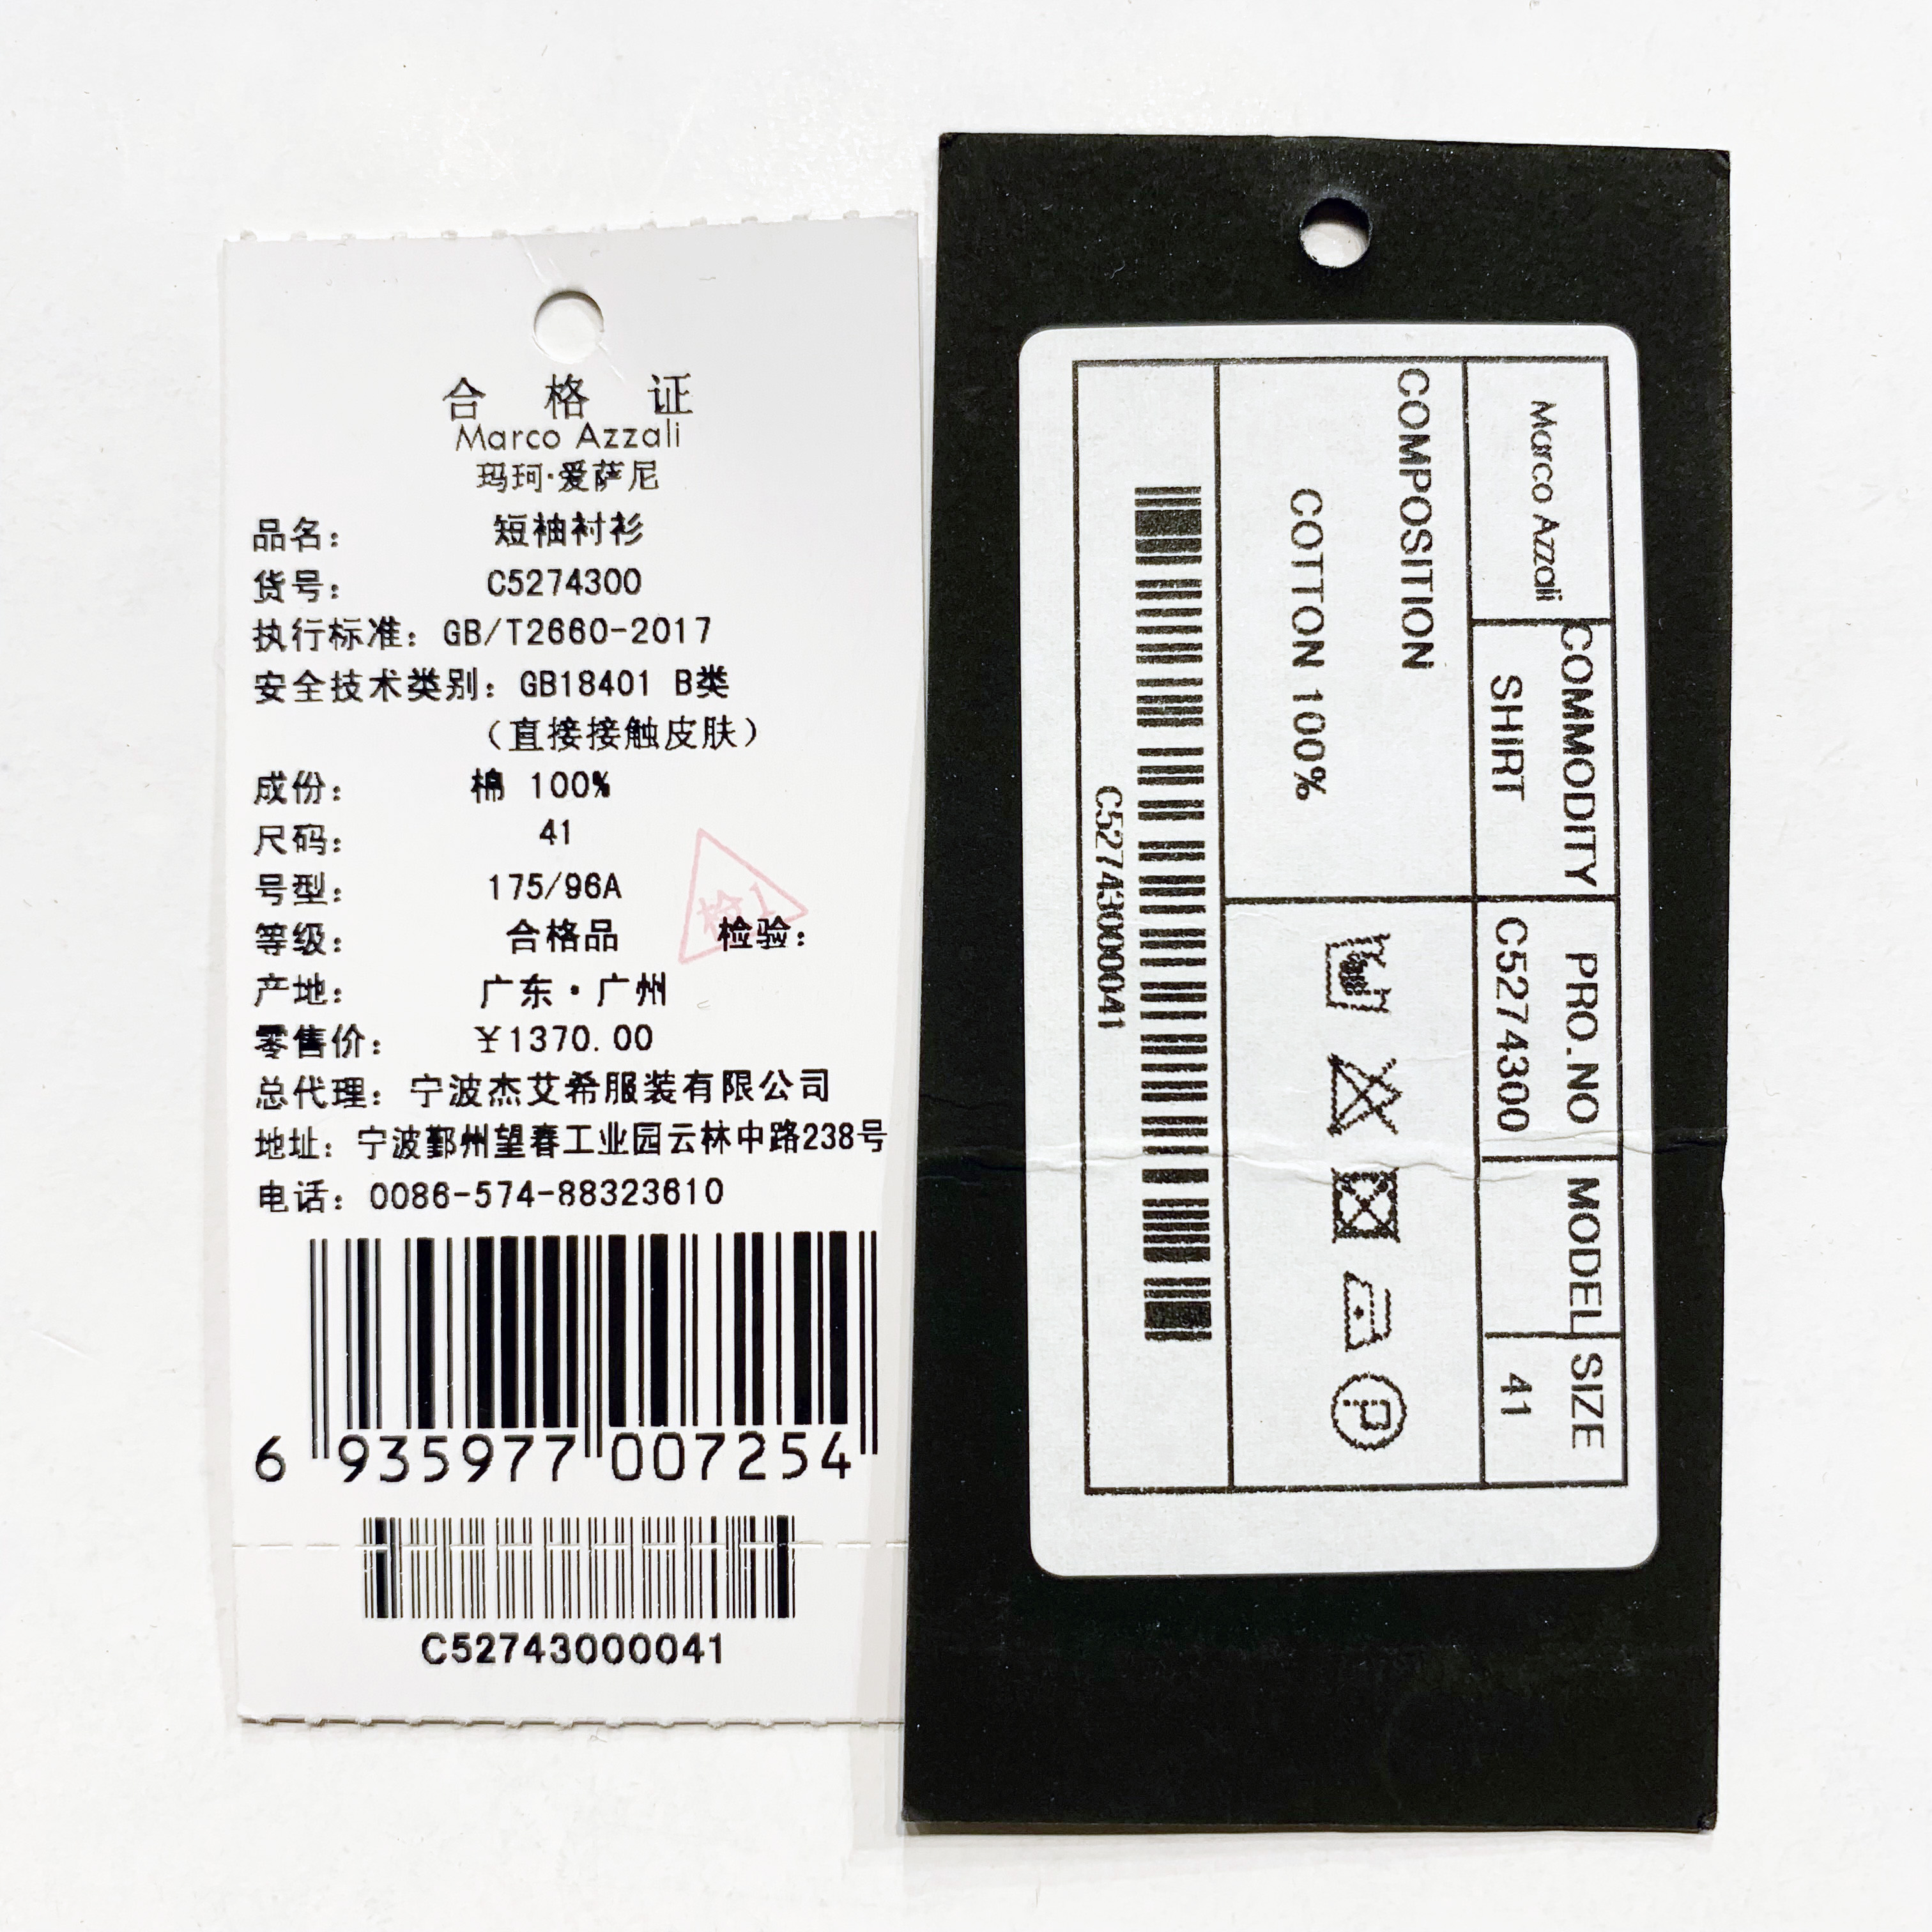 合格证
Marco Azzali
玛珂·爱萨尼
品名： 短袖衬衫
货号： C5274300
执行标准：GB/T2660-2017
安全技术类别：GB18401 B类
（直接接触皮肤）
成份： 棉 100%
尺码： 41
号型： 175/96A
等级： 合格品 检验：
检1
产地： 广东·广州
零售价： ¥1370.00
总代理：宁波杰艾希服装有限公司
地址：宁波鄞州望春工业园云林中路238号
电话：0086-574-88323610
6 935977 007254
C52743000041
Marco Azzali
COMMODITY
SHIRT
PRO.NO
C5274300
MODEL
SIZE
41
COMPOSITION
COTTON 100%
P
C52743000041